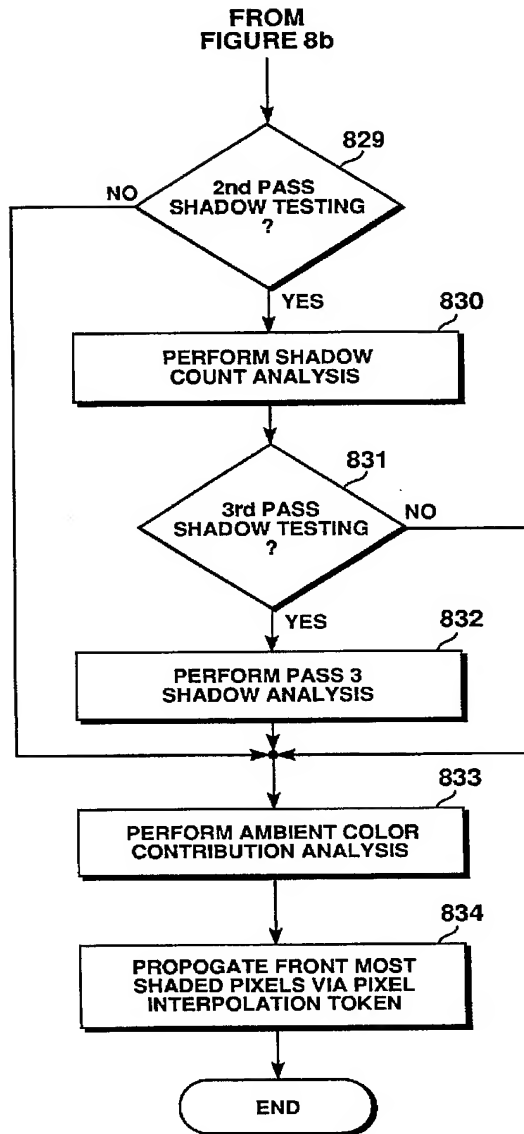 FROM
FIGURE 8b
829
NO
2nd PASS
SHADOW TESTING
?
YES
830
PERFORM SHADOW
COUNT ANALYSIS
831
3rd PASS
SHADOW TESTING
?
NO
YES
832
PERFORM PASS 3
SHADOW ANALYSIS
833
PERFORM AMBIENT COLOR
CONTRIBUTION ANALYSIS
834
PROPOGATE FRONT MOST
SHADED PIXELS VIA PIXEL
INTERPOLATION TOKEN
END